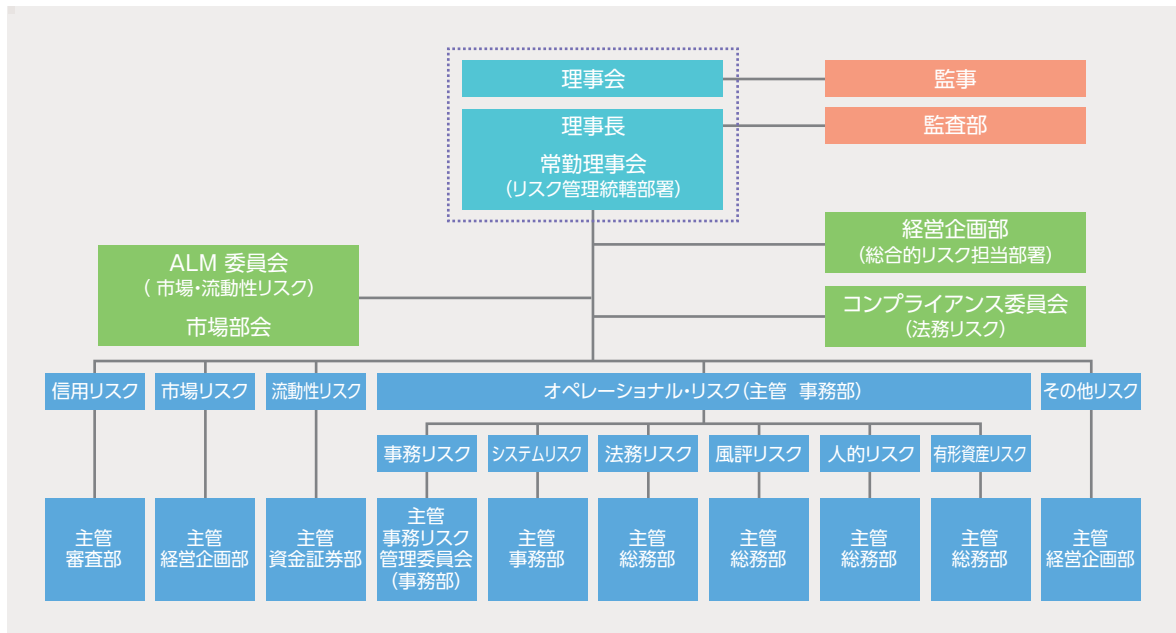 理事会
監事
理事長
監査部
常勤理事会
(リスク管理統轄部署)
経営企画部
(総合的リスク担当部署)
ALM 委員会
( 市場・流動性リスク)
市場部会
コンプライアンス委員会
(法務リスク)
信用リスク
市場リスク
流動性リスク
オペレーショナル・リスク(主管 事務部)
その他リスク
事務リスク
システムリスク
法務リスク
風評リスク
人的リスク
有形資産リスク
主管
審査部
主管
経営企画部
主管
資金証券部
主管
事務リスク
管理委員会
(事務部)
主管
事務部
主管
総務部
主管
総務部
主管
総務部
主管
総務部
主管
経営企画部